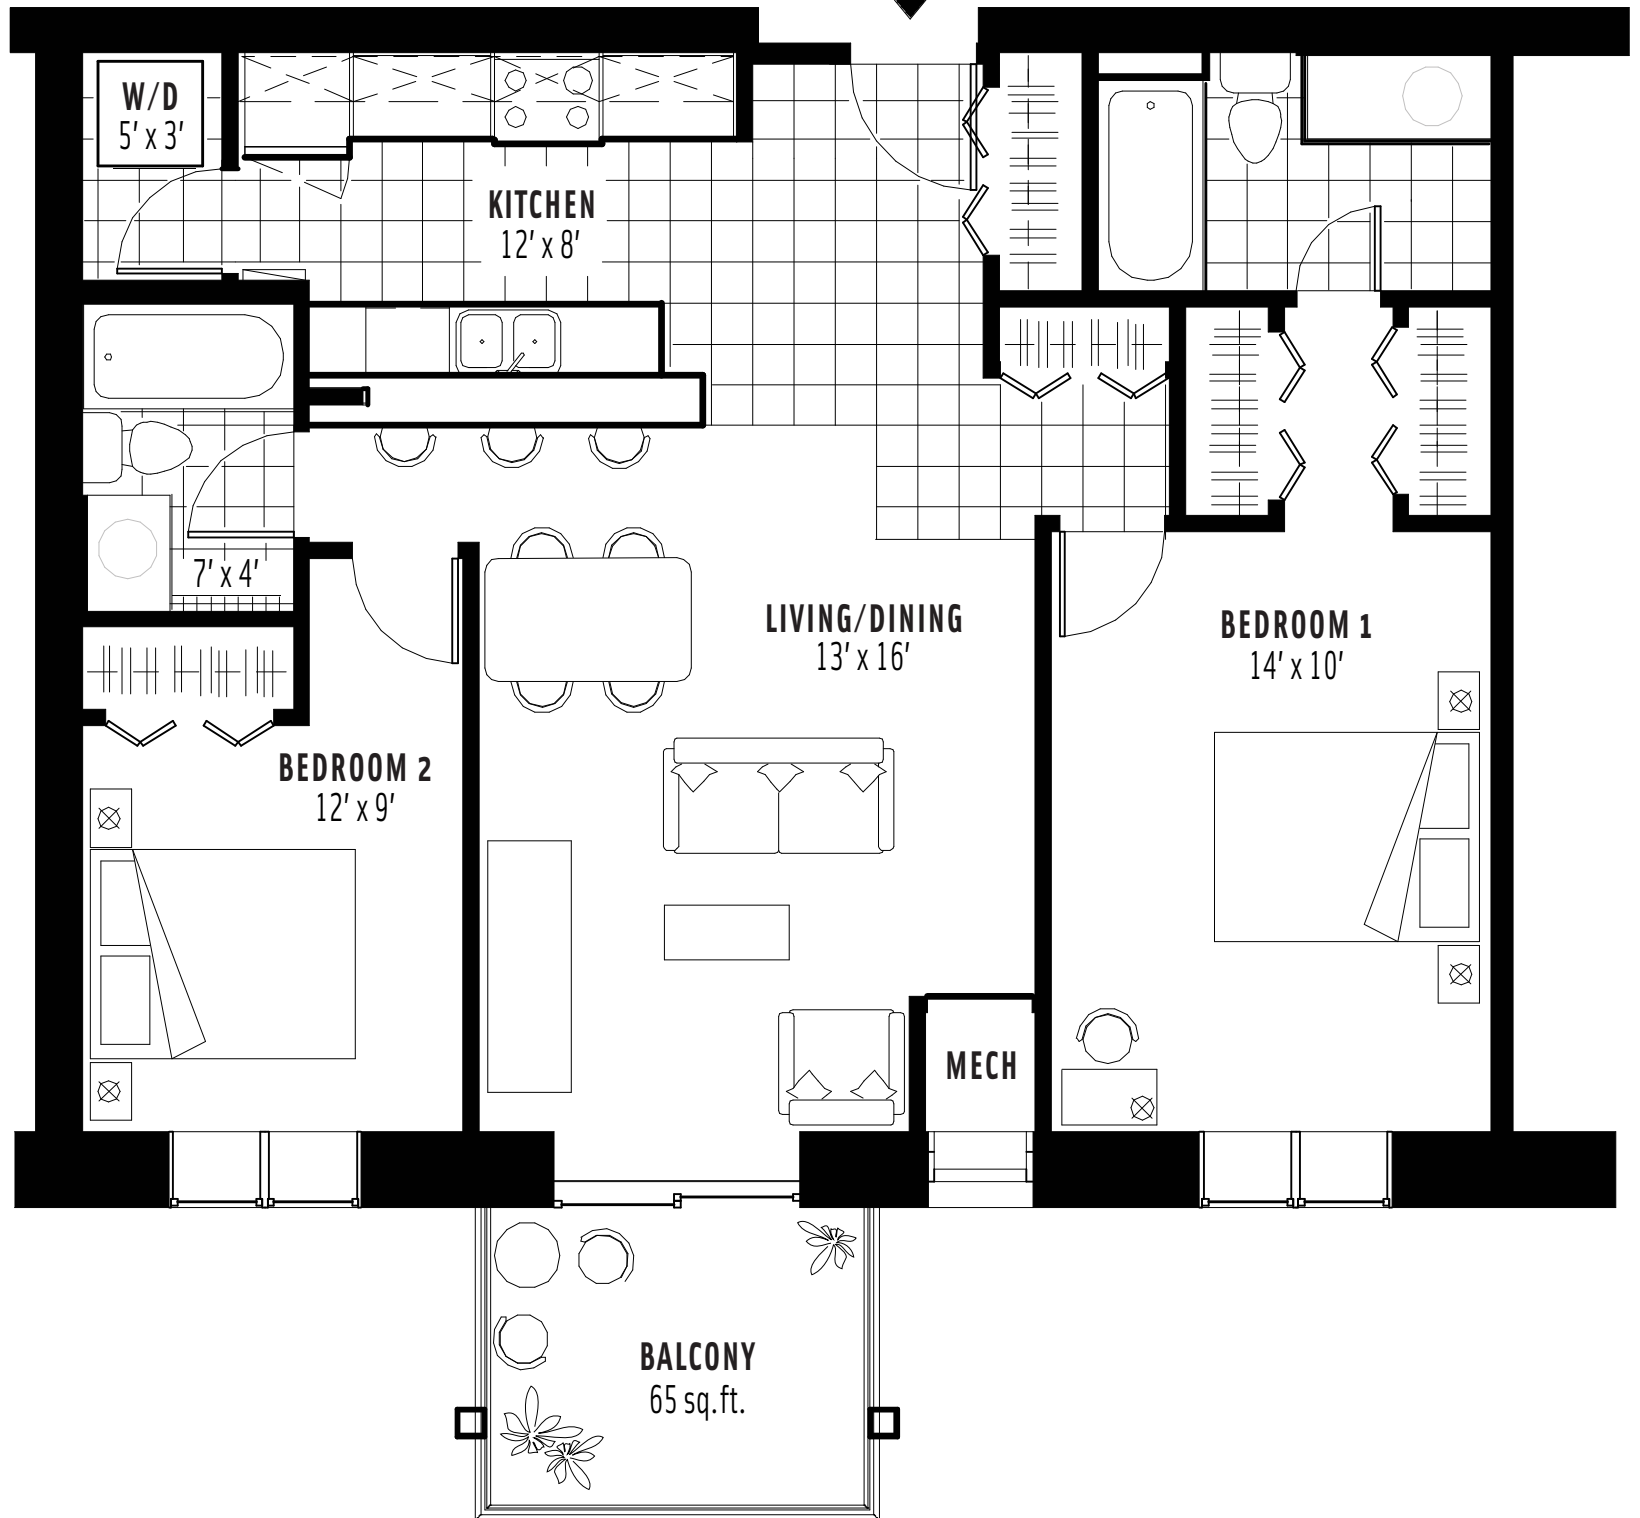 W/D
5' x 3'
KITCHEN
12' x 8'
7' x 4'
LIVING/DINING
13' x 16'
BEDROOM 1
14' x 10'
BEDROOM 2
12' x 9'
MECH
BALCONY
65 sq.ft.